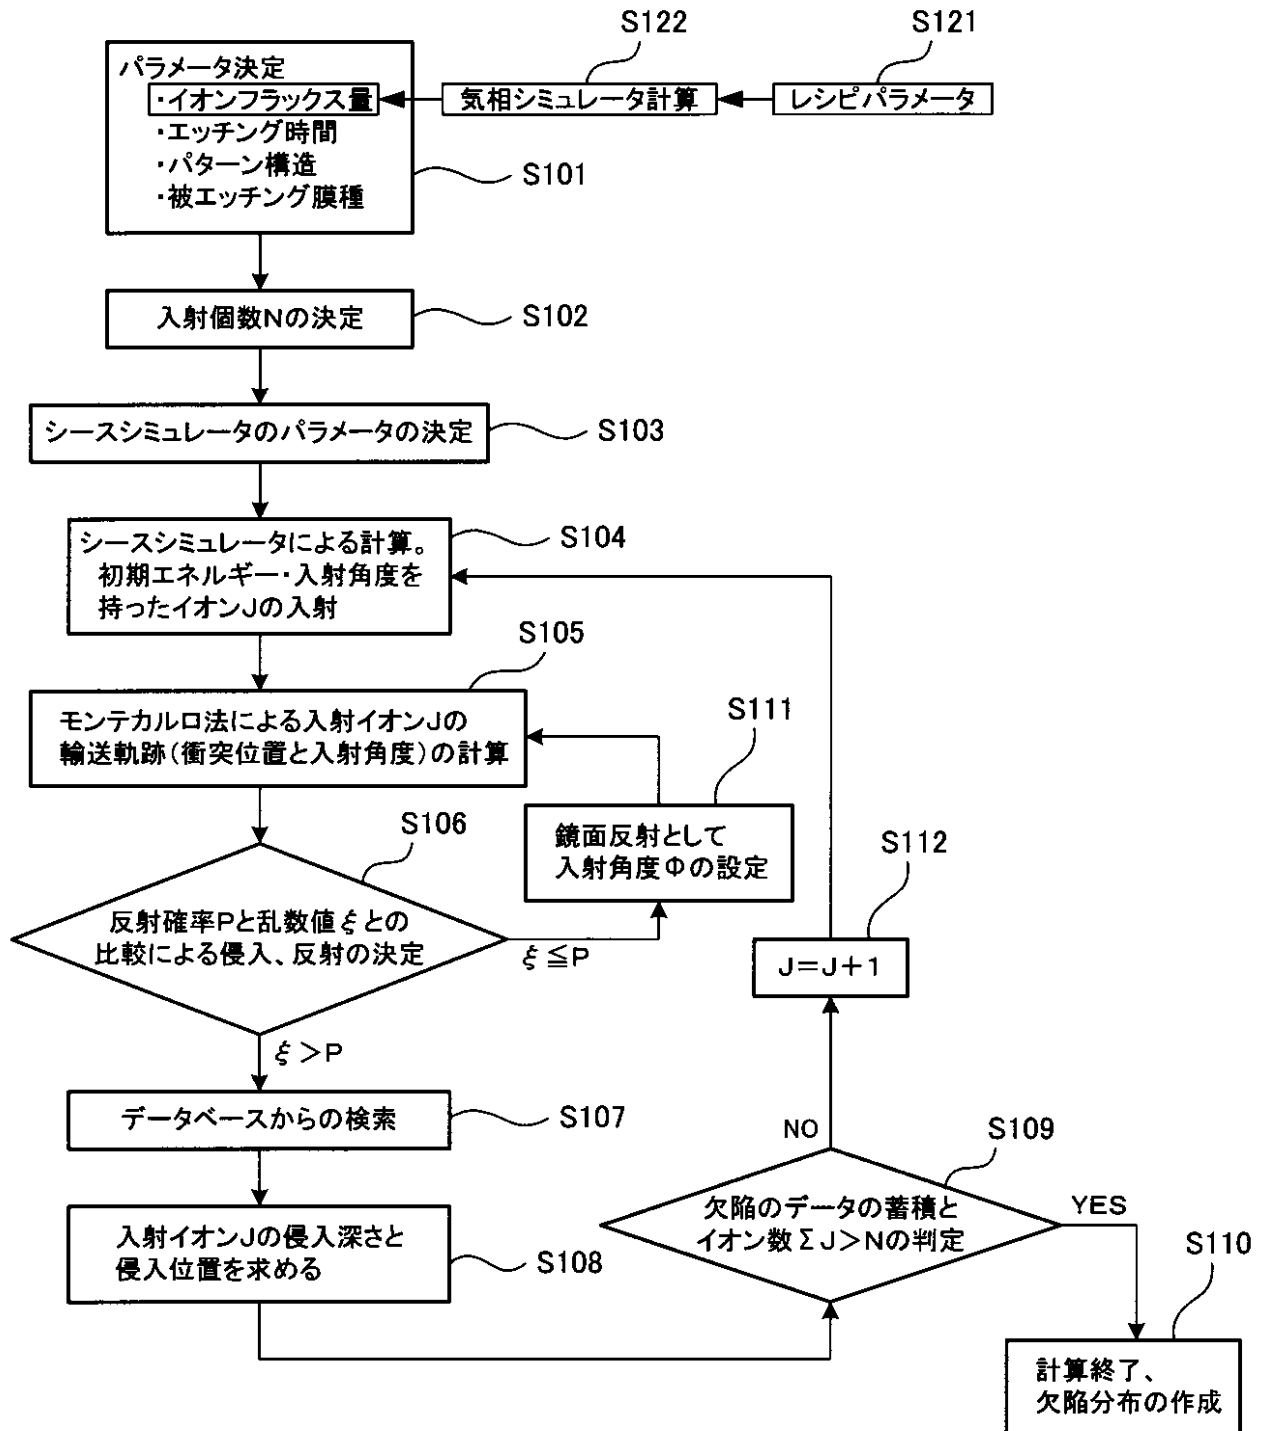 S122
S121
パラメータ決定
・イオンフラックス量
気相シミュレータ計算
レシピパラメータ
・エッチング時間
・パターン構造
・被エッチング膜種
S101
入射個数Nの決定
S102
シースシミュレータのパラメータの決定
S103
シースシミュレータによる計算。
初期エネルギー・入射角度を
持ったイオンJの入射
S104
S105
モンテカルロ法による入射イオンJの
輸送軌跡(衝突位置と入射角度)の計算
S111
鏡面反射として
入射角度Φの設定
S106
反射確率Pと乱数値ξとの
比較による侵入、反射の決定
ξ≦P
S112
J=J+1
ξ>P
データベースからの検索
S107
NO
S109
入射イオンJの侵入深さと
侵入位置を求める
S108
欠陥のデータの蓄積と
イオン数ΣJ>Nの判定
YES
S110
計算終了、
欠陥分布の作成